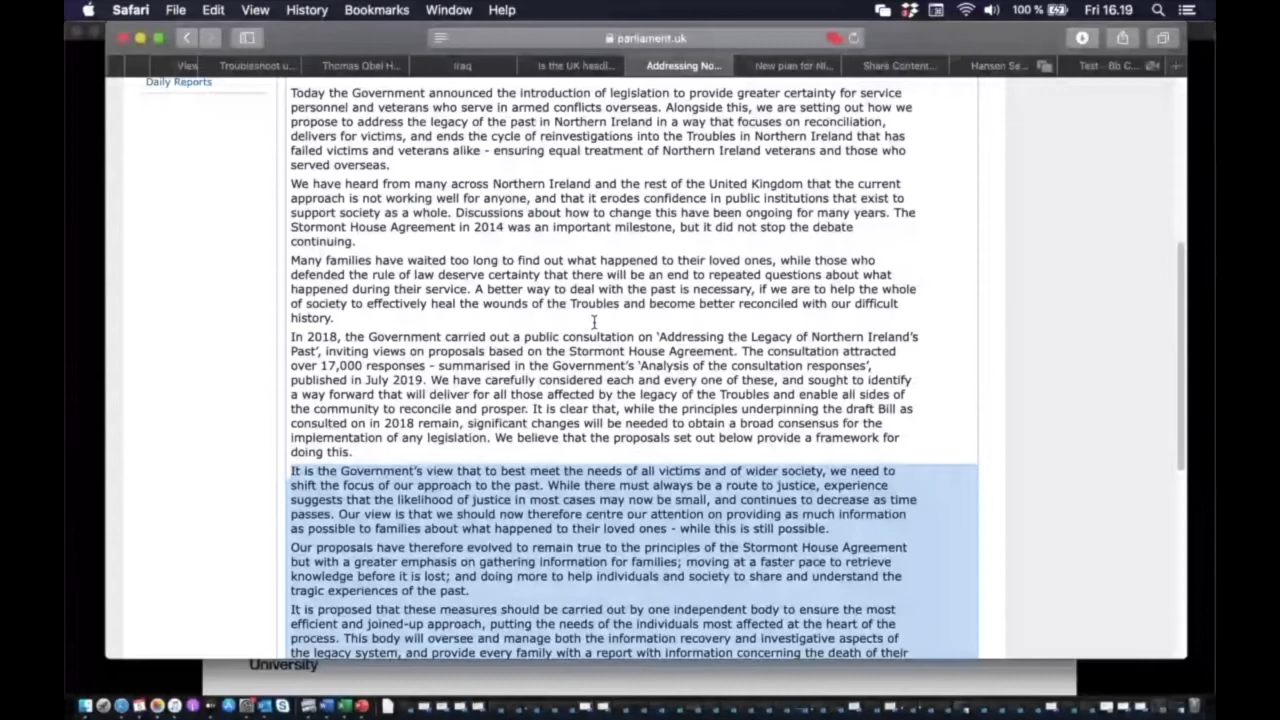 Safari File Edit View History Bookmarks Window Help
100 % Fri 16.19
parliament.uk
View Troubleshoot u... Thomas Obel H... Iraq Is the UK headi... Addressing No... New plan for NI... Share Content... Hansen Se... Test – Bb C...
Daily Reports
Today the Government announced the introduction of legislation to provide greater certainty for service
personnel and veterans who serve in armed conflicts overseas. Alongside this, we are setting out how we
propose to address the legacy of the past in Northern Ireland in a way that focuses on reconciliation,
delivers for victims, and ends the cycle of reinvestigations into the Troubles in Northern Ireland that has
failed victims and veterans alike - ensuring equal treatment of Northern Ireland veterans and those who
served overseas.
We have heard from many across Northern Ireland and the rest of the United Kingdom that the current
approach is not working well for anyone, and that it erodes confidence in public institutions that exist to
support society as a whole. Discussions about how to change this have been ongoing for many years. The
Stormont House Agreement in 2014 was an important milestone, but it did not stop the debate
continuing.
Many families have waited too long to find out what happened to their loved ones, while those who
defended the rule of law deserve certainty that there will be an end to repeated questions about what
happened during their service. A better way to deal with the past is necessary, if we are to help the whole
of society to effectively heal the wounds of the Troubles and become better reconciled with our difficult
history.
In 2018, the Government carried out a public consultation on ‘Addressing the Legacy of Northern Ireland’s
Past’, inviting views on proposals based on the Stormont House Agreement. The consultation attracted
over 17,000 responses - summarised in the Government’s ‘Analysis of the consultation responses’,
published in July 2019. We have carefully considered each and every one of these, and sought to identify
a way forward that will deliver for all those affected by the legacy of the Troubles and enable all sides of
the community to reconcile and prosper. It is clear that, while the principles underpinning the draft Bill as
consulted on in 2018 remain, significant changes will be needed to obtain a broad consensus for the
implementation of any legislation. We believe that the proposals set out below provide a framework for
doing this.
It is the Government’s view that to best meet the needs of all victims and of wider society, we need to
shift the focus of our approach to the past. While there must always be a route to justice, experience
suggests that the likelihood of justice in most cases may now be small, and continues to decrease as time
passes. Our view is that we should now therefore centre our attention on providing as much information
as possible to families about what happened to their loved ones - while this is still possible.
Our proposals have therefore evolved to remain true to the principles of the Stormont House Agreement
but with a greater emphasis on gathering information for families; moving at a faster pace to retrieve
knowledge before it is lost; and doing more to help individuals and society to share and understand the
tragic experiences of the past.
It is proposed that these measures should be carried out by one independent body to ensure the most
efficient and joined-up approach, putting the needs of the individuals most affected at the heart of the
process. This body will oversee and manage both the information recovery and investigative aspects of
the legacy system, and provide every family with a report with information concerning the death of their
University